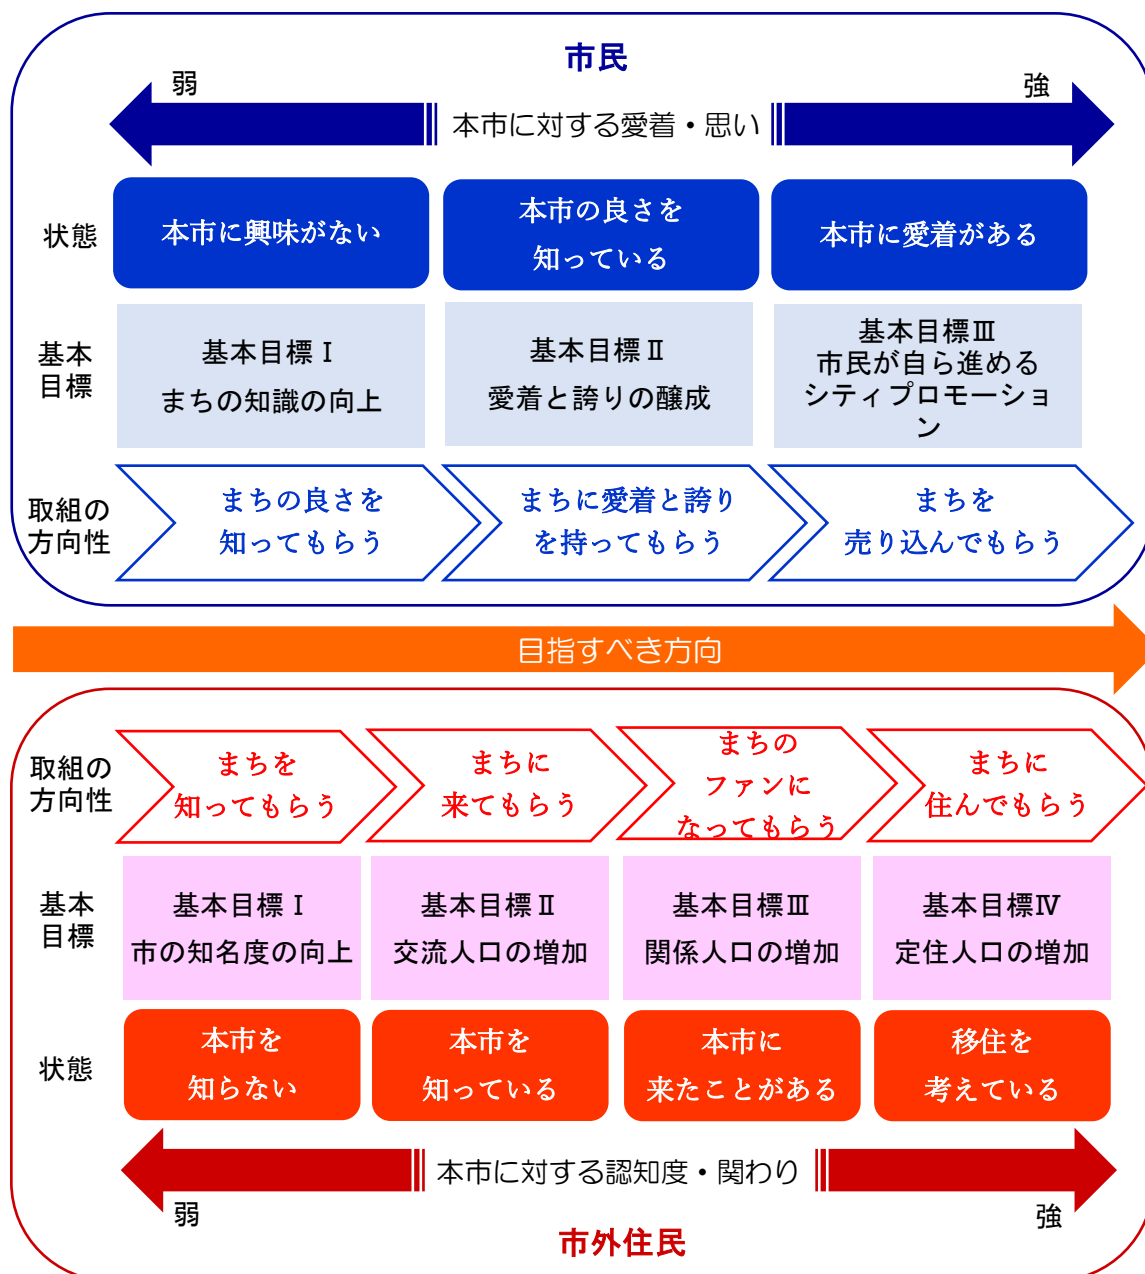 市民
弱
強
本市に対する愛着・思い
状態
本市に興味がない
本市の良さを
知っている
本市に愛着がある
基本
目標
基本目標Ⅰ
まちの知識の向上
基本目標Ⅱ
愛着と誇りの醸成
基本目標Ⅲ
市民が自ら進める
シティプロモーショ
ン
取組の
方向性
まちの良さを
知ってもらう
まちに愛着と誇り
を持ってもらう
まちを
売り込んでもらう
目指すべき方向
取組の
方向性
まちを
知ってもらう
まちに
来てもらう
まちの
ファンに
なってもらう
まちに
住んでもらう
基本
目標
基本目標Ⅰ
市の知名度の向上
基本目標Ⅱ
交流人口の増加
基本目標Ⅲ
関係人口の増加
基本目標Ⅳ
定住人口の増加
状態
本市を
知らない
本市を
知っている
本市に
来たことがある
移住を
考えている
本市に対する認知度・関わり
弱
強
市外住民